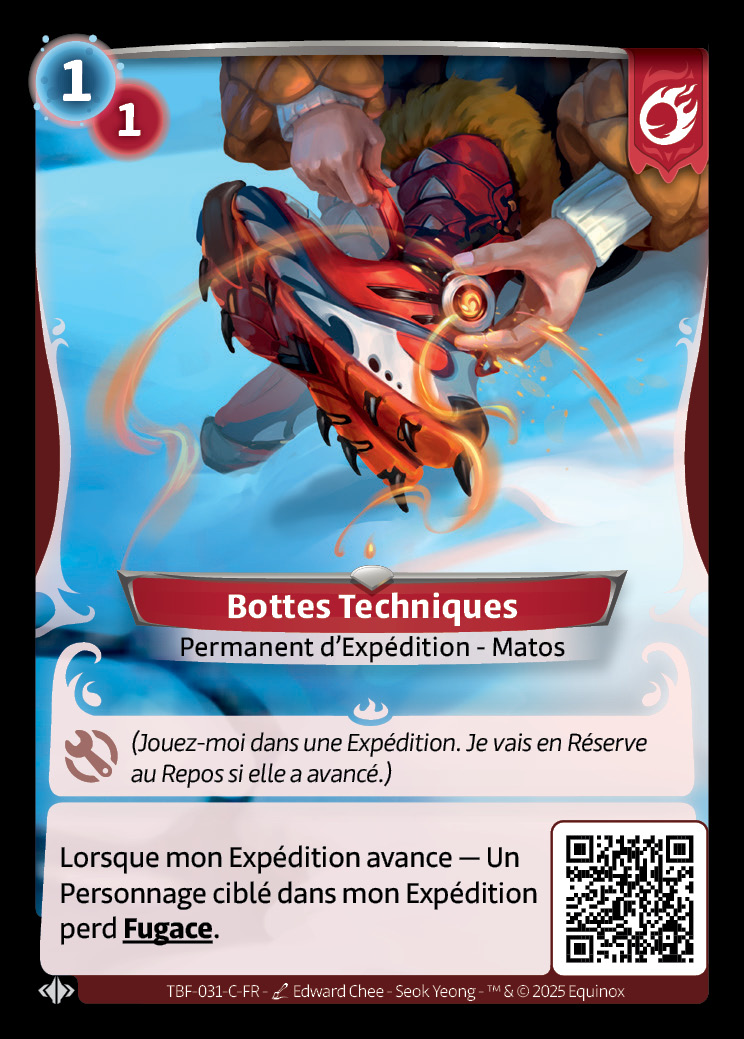 1
1
Bottes Techniques
Permanent d’Expédition - Matos
(Jouez-moi dans une Expédition. Je vais en Réserve
au Repos si elle a avancé.)
Lorsque mon Expédition avance — Un
Personnage ciblé dans mon Expédition
perd Fugace.
TBF-031-C-FR - Edward Chee - Seok Yeong - ™ & © 2025 Equinox